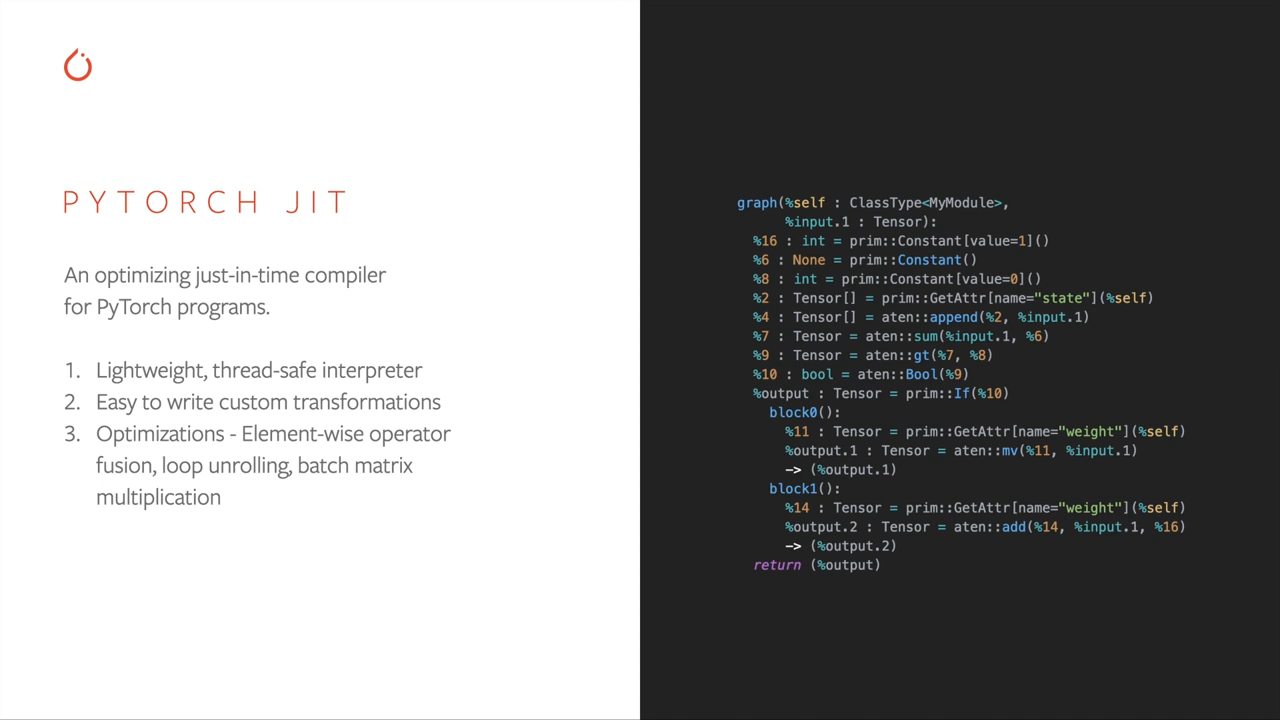 PYTORCH JIT
An optimizing just-in-time compiler
for PyTorch programs.
1. Lightweight, thread-safe interpreter
2. Easy to write custom transformations
3. Optimizations - Element-wise operator
fusion, loop unrolling, batch matrix
multiplication
graph(%self : ClassType<MyModule>,
%input.1 : Tensor):
%16 : int = prim::Constant[value=1]()
%6 : None = prim::Constant()
%8 : int = prim::Constant[value=0]()
%2 : Tensor[] = prim::GetAttr[name="state"](%self)
%4 : Tensor[] = aten::append(%2, %input.1)
%7 : Tensor = aten::sum(%input.1, %6)
%9 : Tensor = aten::gt(%7, %8)
%10 : bool = aten::Bool(%9)
%output : Tensor = prim::If(%10)
block0():
%11 : Tensor = prim::GetAttr[name="weight"](%self)
%output.1 : Tensor = aten::mv(%11, %input.1)
-> (%output.1)
block1():
%14 : Tensor = prim::GetAttr[name="weight"](%self)
%output.2 : Tensor = aten::add(%14, %input.1, %16)
-> (%output.2)
return (%output)